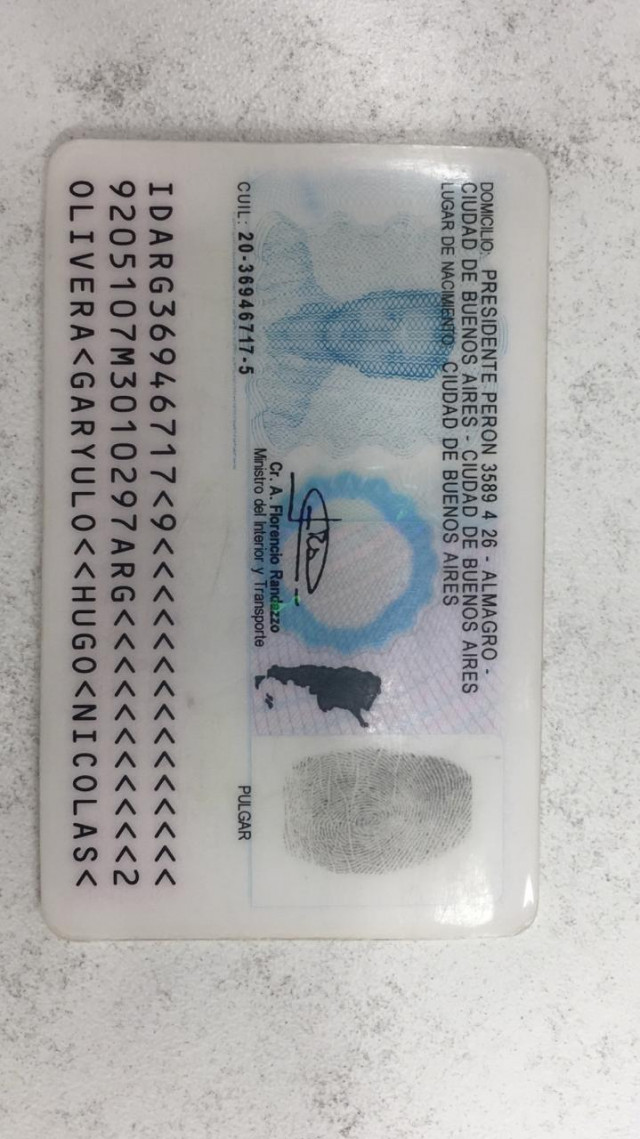 DOMICILIO: PRESIDENTE PERON 3589 4 26 - ALMAGRO -
CIUDAD DE BUENOS AIRES - CIUDAD DE BUENOS AIRES
LUGAR DE NACIMIENTO: CIUDAD DE BUENOS AIRES
Cr. A. Florencio Randazzo
Ministro del Interior y Transporte
CUIL: 20-36946717-5
PULGAR
IDARG36946717<9<<<<<<<<<<<<<<<
9205107M3010297ARG<<<<<<<<<<<2
OLIVERA<GARYULO<<HUGO<NICOLAS<